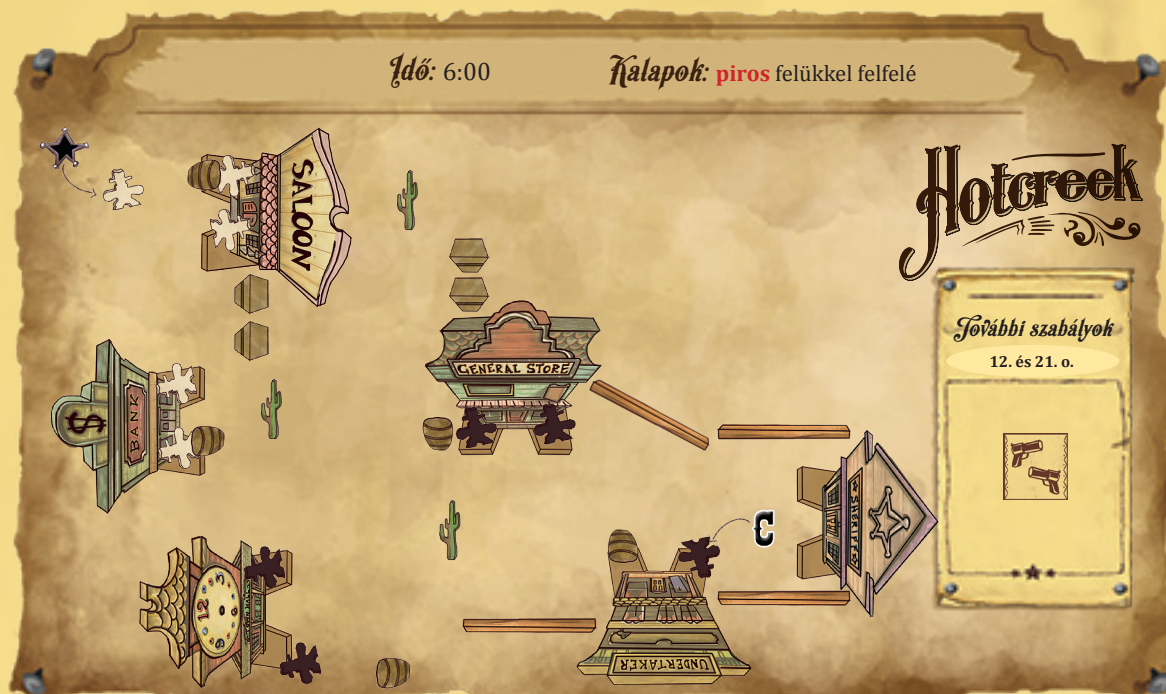 Idő: 6:00
Kalapok: piros felükkel felfelé
Hotcreek
SALOON
További szabályok
12. és 21. o.
GENERAL STORE
$ BANK
SHERIFF'S
C
12
UNDERTAKER